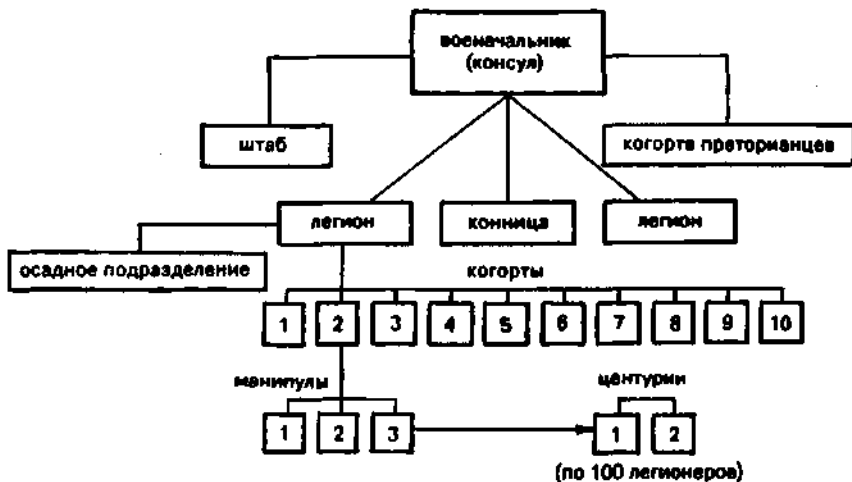 военачальник
(консул)
штаб
когорта преторианцев
легион
конница
легион
осадное подразделение
когорты
1 2 3 4 5 6 7 8 9 10
манипулы
центурии
1 2 3
1 2
(по 100 легионеров)